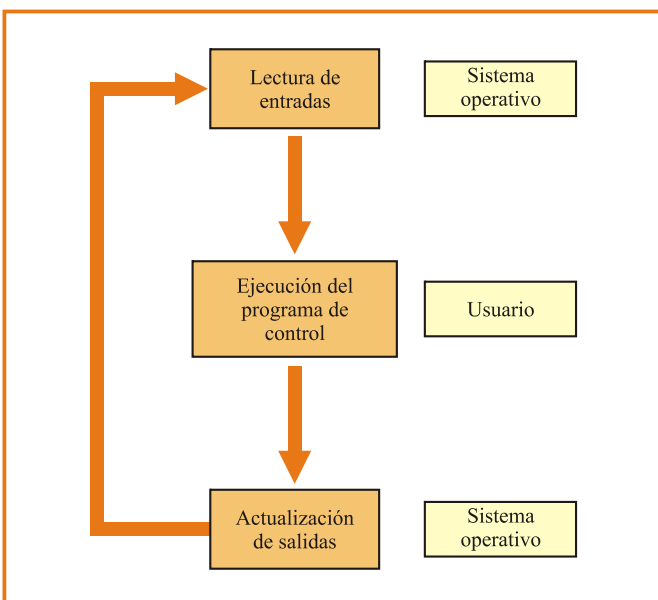 Lectura de
entradas
Sistema
operativo
Ejecución del
programa de
control
Usuario
Actualización
de salidas
Sistema
operativo